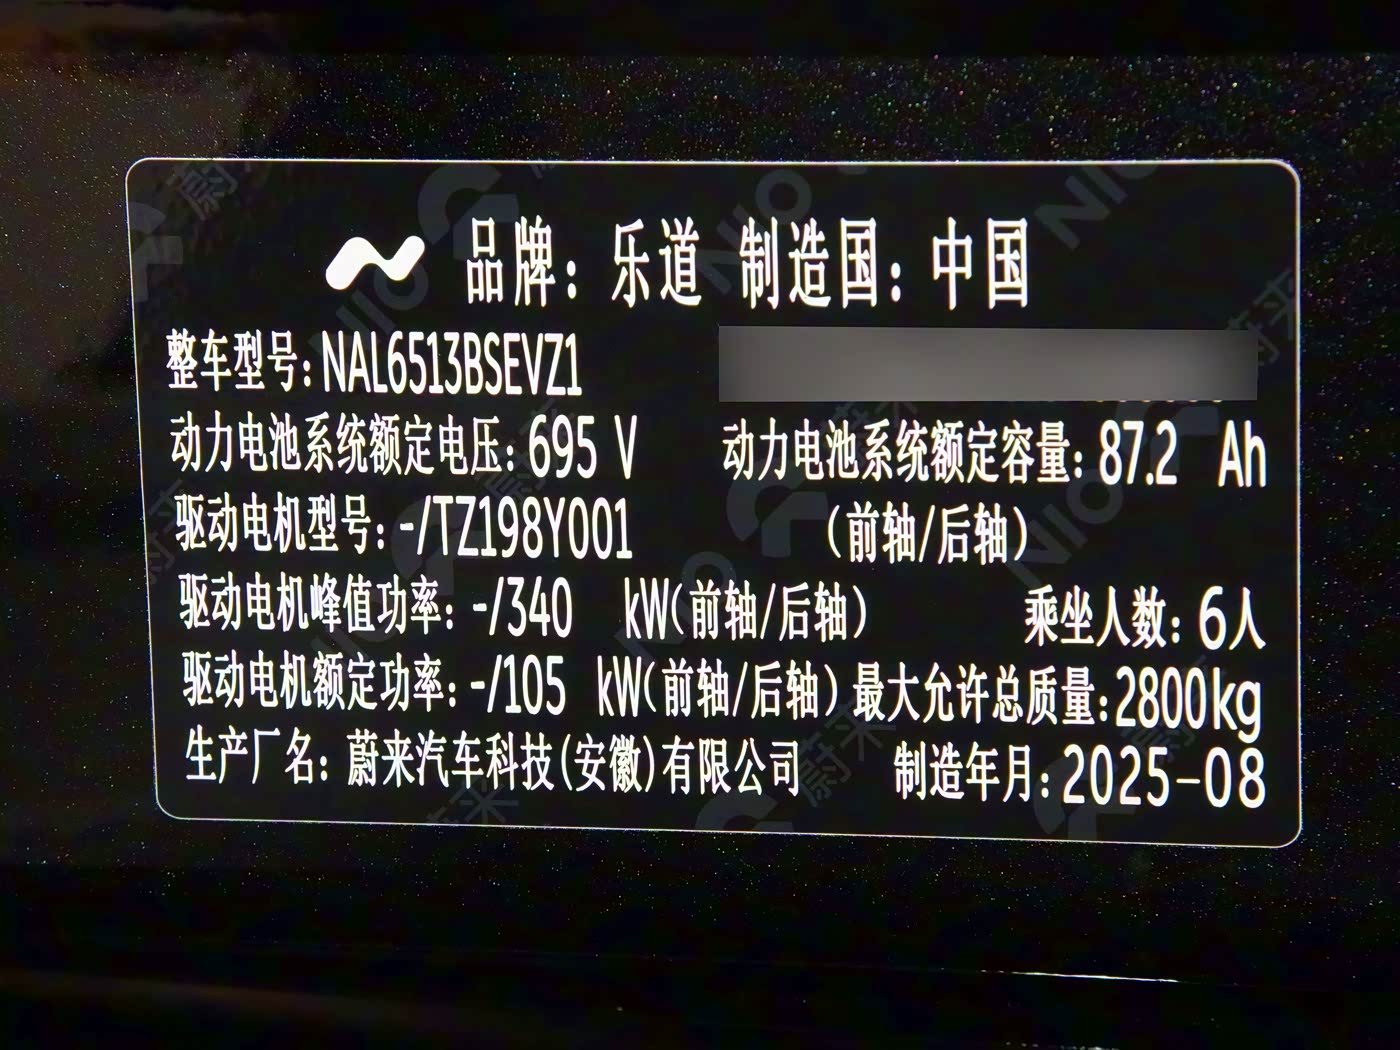 品牌：乐道 制造国：中国
整车型号：NAL6513BSEVZ1
动力电池系统额定电压：695 V 动力电池系统额定容量：87.2 Ah
驱动电机型号：-/TZ198Y001 （前轴/后轴）
驱动电机峰值功率：-/340 kW（前轴/后轴） 乘坐人数：6人
驱动电机额定功率：-/105 kW（前轴/后轴）最大允许总质量：2800kg
生产厂名：蔚来汽车科技（安徽）有限公司 制造年月：2025-08